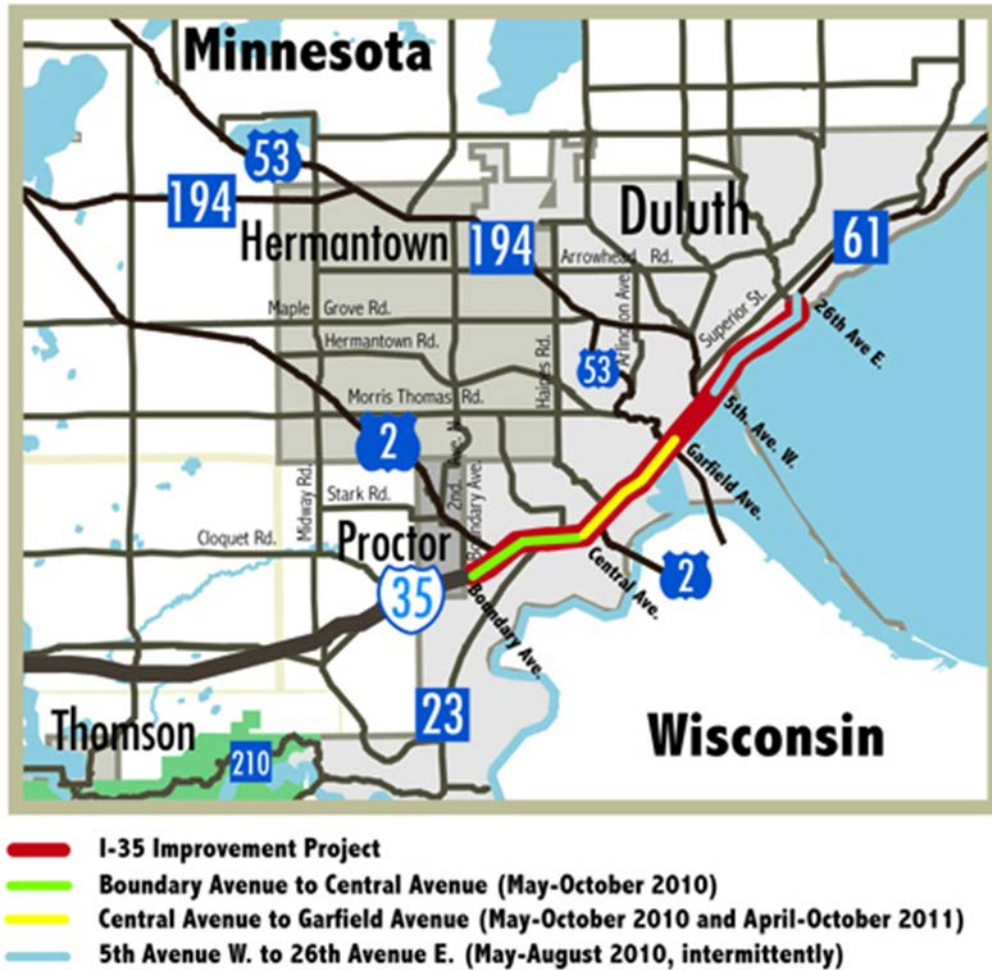 Minnesota
53
194
Duluth
61
Hermantown
194
Arrowhead Rd.
Maple Grove Rd.
Superior St.
26th Ave E.
Hermantown Rd.
Arlington Ave.
Haines Rd.
53
Morris Thomas Rd.
5th. Ave. W.
2
2nd. Ave. N.
Garfield Ave.
Midway Rd.
Stark Rd.
Boundary Ave.
Cloquet Rd.
Proctor
Central Ave.
2
35
Boundary Ave.
23
Thomson
210
Wisconsin
I-35 Improvement Project
Boundary Avenue to Central Avenue (May-October 2010)
Central Avenue to Garfield Avenue (May-October 2010 and April-October 2011)
5th Avenue W. to 26th Avenue E. (May-August 2010, intermittently)